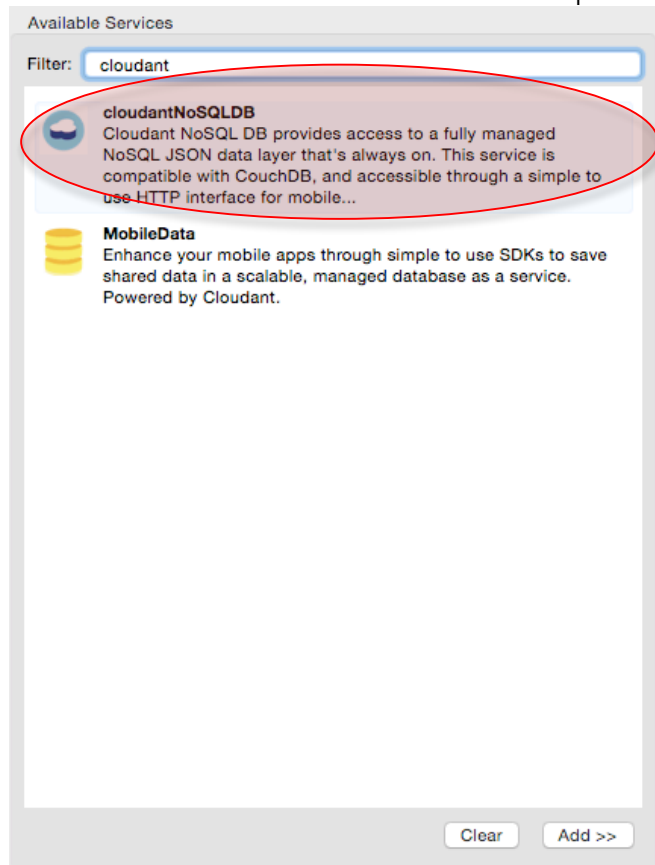 Available Services
Filter: cloudant
cloudantNoSQLDB
Cloudant NoSQL DB provides access to a fully managed
NoSQL JSON data layer that's always on. This service is
compatible with CouchDB, and accessible through a simple to
use HTTP interface for mobile...
MobileData
Enhance your mobile apps through simple to use SDKs to save
shared data in a scalable, managed database as a service.
Powered by Cloudant.
Clear Add >>